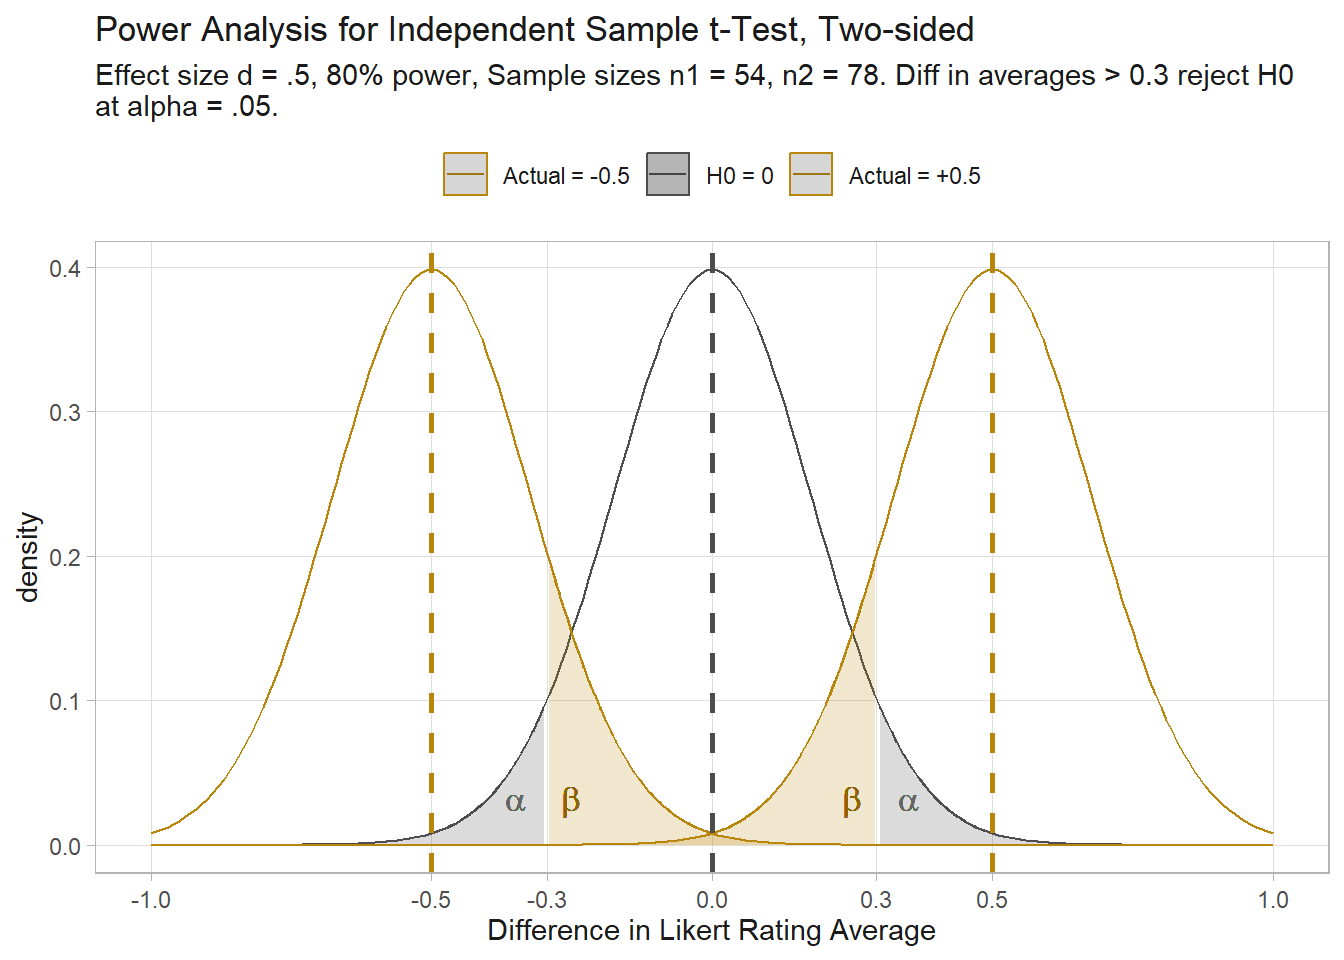 Power Analysis for Independent Sample t-Test, Two-sided
Effect size d = .5, 80% power, Sample sizes n1 = 54, n2 = 78. Diff in averages > 0.3 reject H0
at alpha = .05.
Actual = -0.5 H0 = 0 Actual = +0.5
0.4
0.3
0.2
0.1
0.0
density
α β β α
-1.0 -0.5 -0.3 0.0 0.3 0.5 1.0
Difference in Likert Rating Average